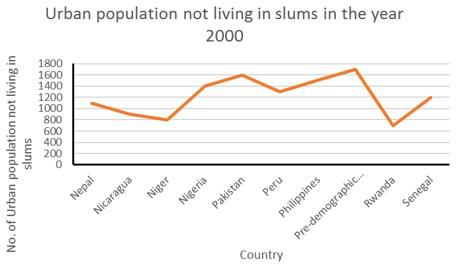 Urban population not living in slums in the year
2000
No. of Urban population not living in
slums
1800
1600
1400
1200
1000
800
600
400
200
0
Nepal
Nicaragua
Niger
Nigeria
Pakistan
Peru
Philippines
Pre-demographic...
Rwanda
Senegal
Country